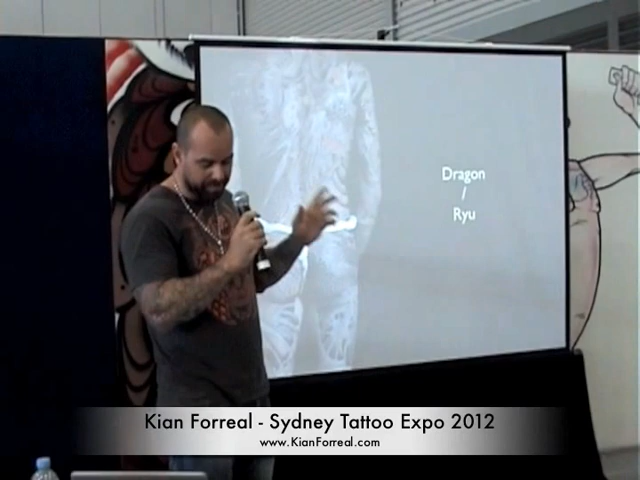 Dragon
/
Ryu
Kian Forreal - Sydney Tattoo Expo 2012
www.KianForreal.com